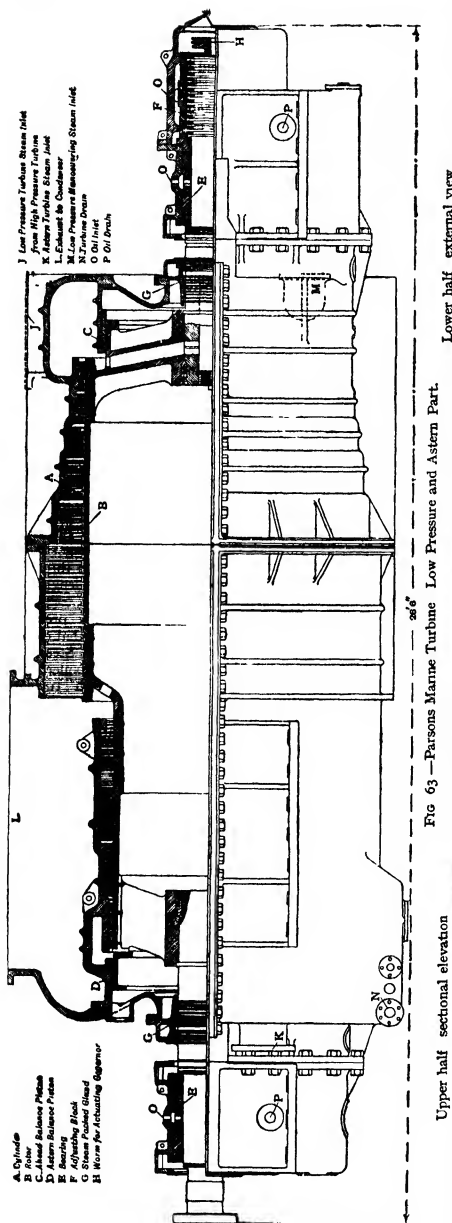 A Cylinder
B Rotor
C Ahead Balance Piston
D Astern Balance Piston
E Bearing
F Adjusting Block
G Steam Packed Gland
H Worm for Actuating Governor
J Low Pressure Turbine Steam Inlet
from High Pressure Turbine
K Astern Turbine Steam Inlet
L Exhaust to Condenser
M Low Pressure Manœuvring Steam Inlet
N Turbine Drain
O Oil Inlet
P Oil Drain
L
J
A
B
C
D
G
G
O
E
O
F
O
E
H
P
K
N
M
P
26' 6"
Upper half sectional elevation
Lower half external view
FIG 63—Parsons Marine Turbine Low Pressure and Astern Part.